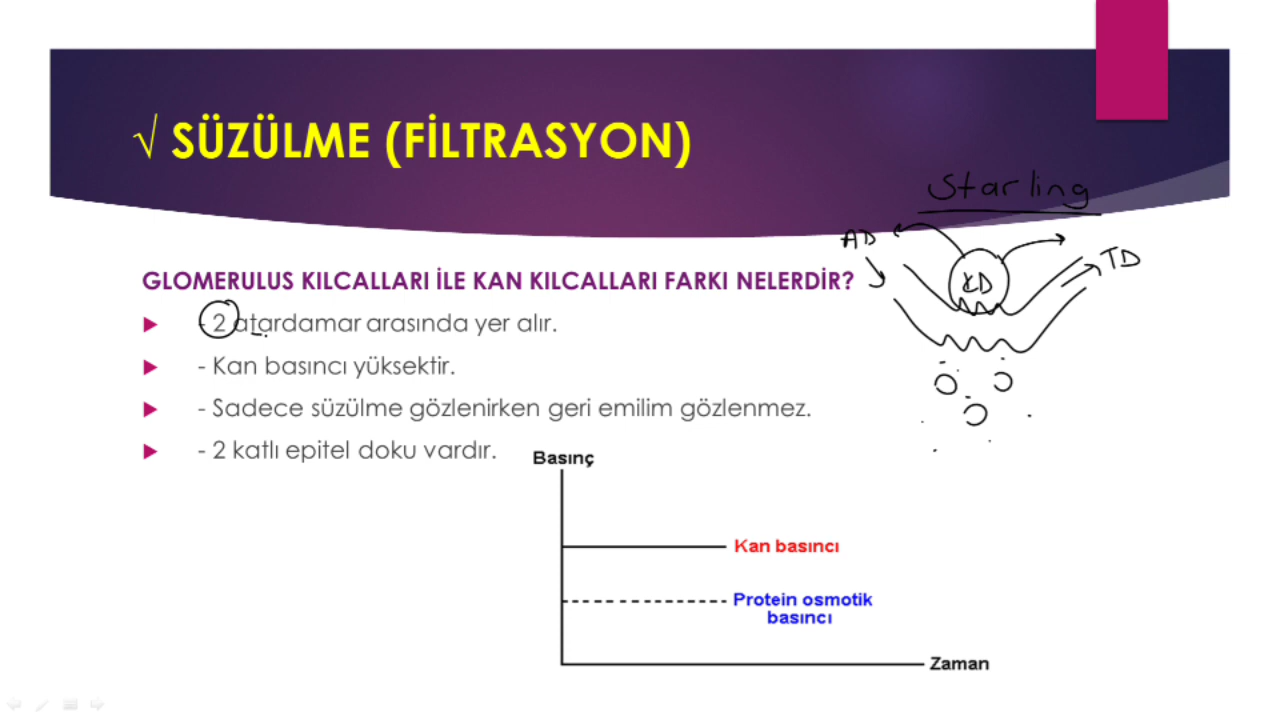 √ SÜZÜLME (FİLTRASYON)
Starling
AD
KD
TD
GLOMERULUS KILCALLARI İLE KAN KILCALLARI FARKI NELERDİR?
- 2 atardamar arasında yer alır.
- Kan basıncı yüksektir.
- Sadece süzülme gözlenirken geri emilim gözlenmez.
- 2 katlı epitel doku vardır.
Basınç
Kan basıncı
Protein osmotik
basıncı
Zaman